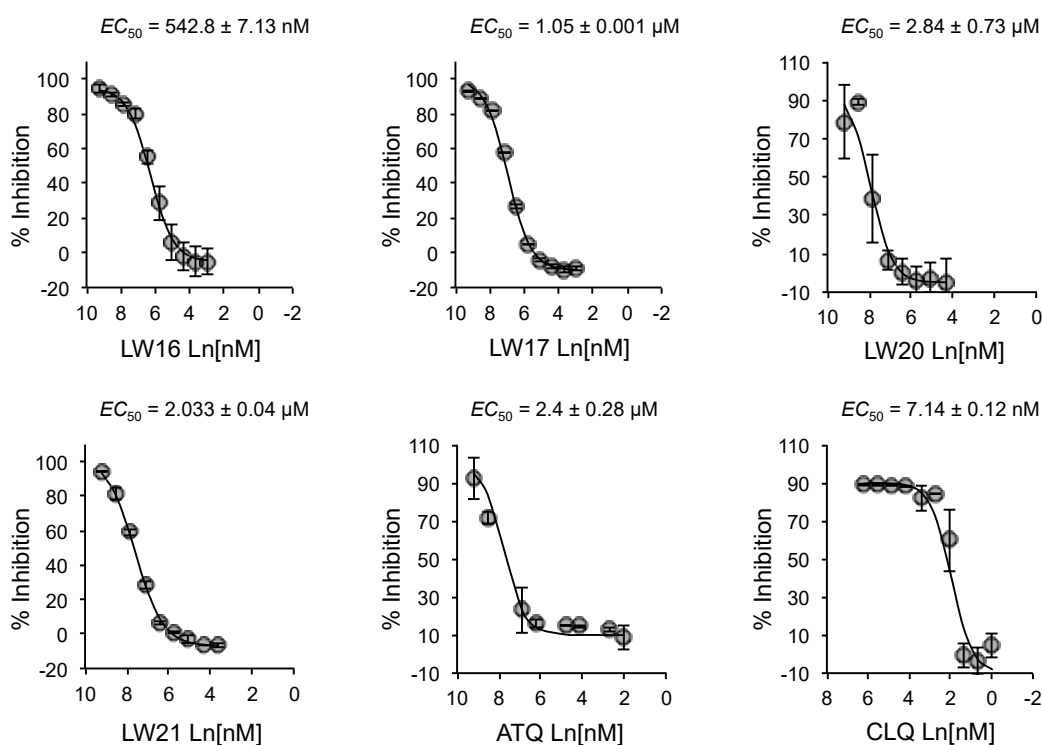 EC50 = 542.8 ± 7.13 nM
% Inhibition
100
80
60
40
20
0
-20
10 8 6 4 2 0 -2
LW16 Ln[nM]
EC50 = 1.05 ± 0.001 µM
% Inhibition
100
80
60
40
20
0
-20
10 8 6 4 2 0 -2
LW17 Ln[nM]
EC50 = 2.84 ± 0.73 µM
% Inhibition
110
90
70
50
30
10
-10
10 8 6 4 2 0
LW20 Ln[nM]
EC50 = 2.033 ± 0.04 µM
% Inhibition
100
80
60
40
20
0
-20
10 8 6 4 2 0
LW21 Ln[nM]
EC50 = 2.4 ± 0.28 µM
% Inhibition
110
90
70
50
30
10
-10
10 8 6 4 2 0
ATQ Ln[nM]
EC50 = 7.14 ± 0.12 nM
% Inhibition
110
90
70
50
30
10
-10
8 6 4 2 0 -2
CLQ Ln[nM]